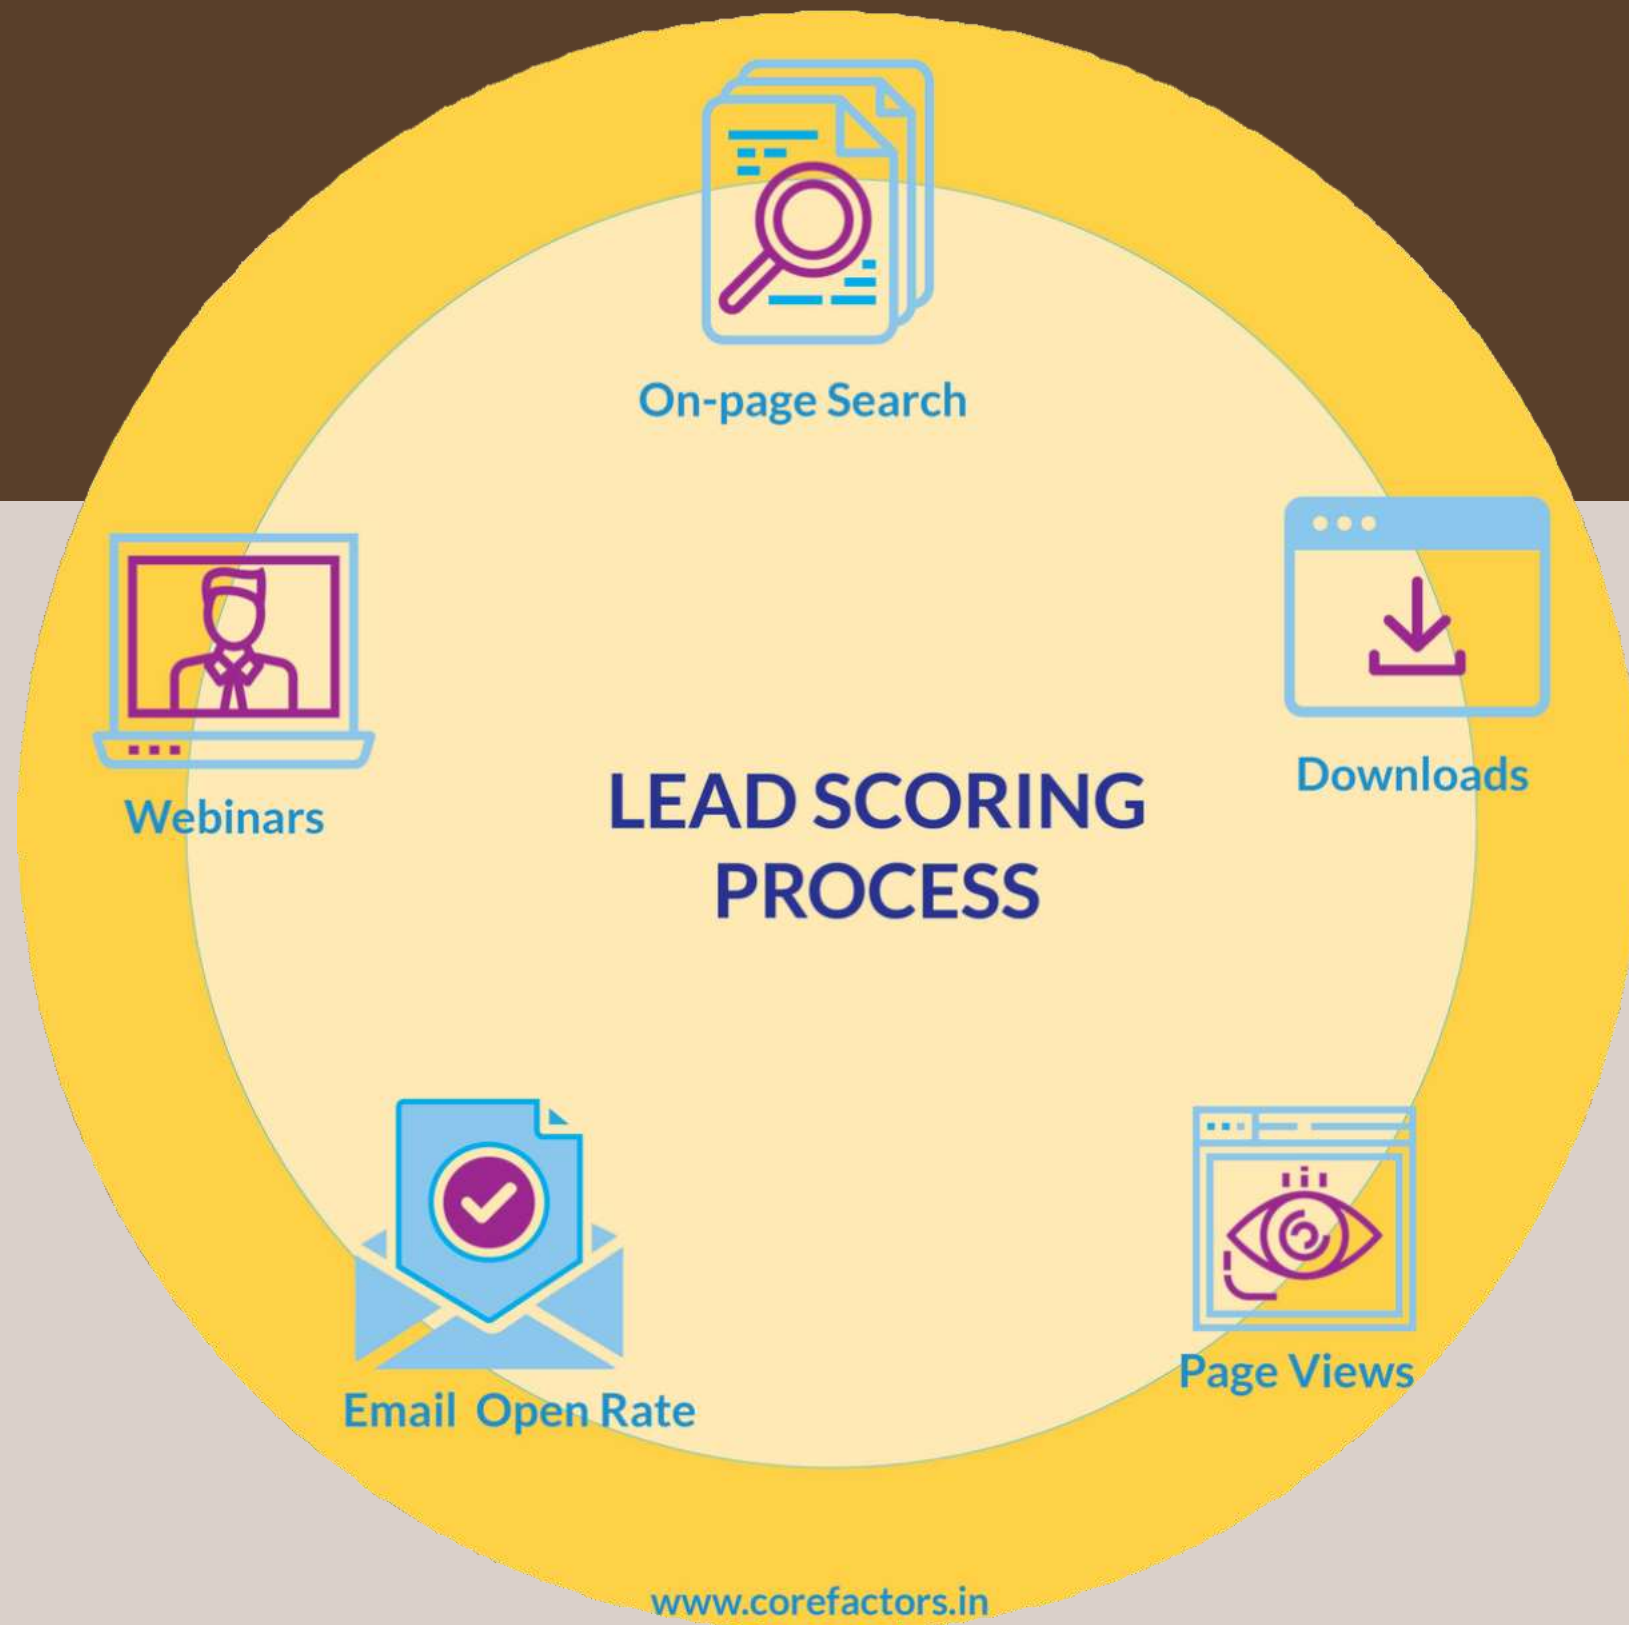 On-page Search
Downloads
Webinars
LEAD SCORING
PROCESS
Page Views
Email Open Rate
www.corefactors.in